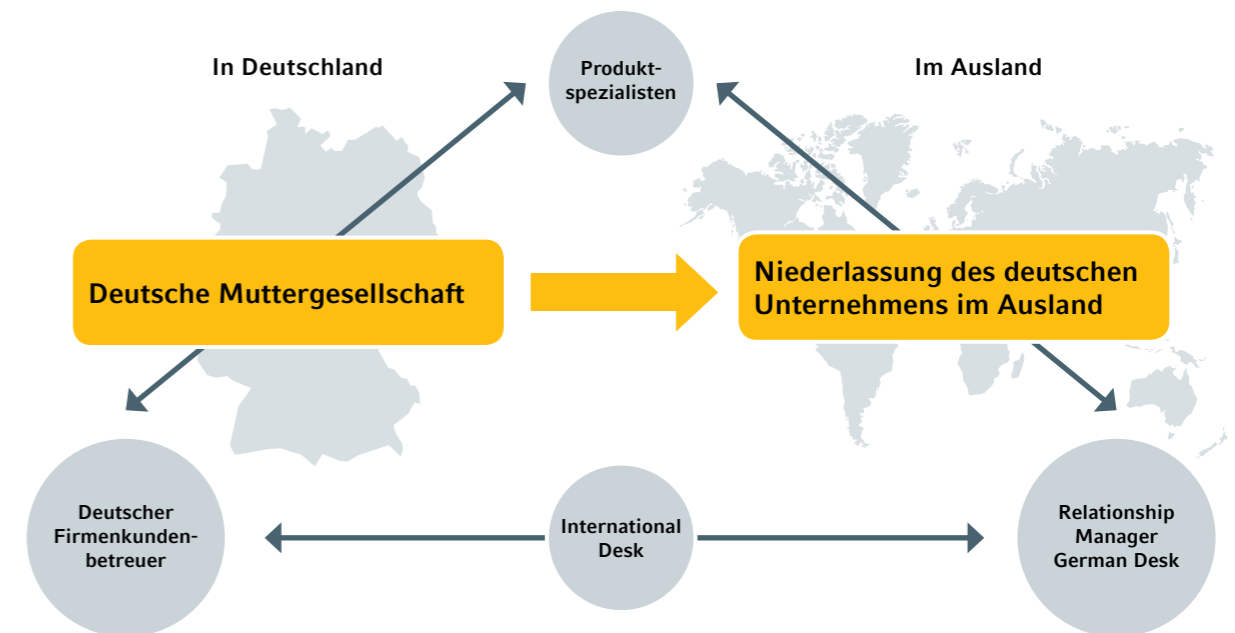 In Deutschland
Produkt-
spezialisten
Im Ausland
Deutsche Muttergesellschaft
Niederlassung des deutschen
Unternehmens im Ausland
Deutscher
Firmenkunden-
betreuer
International
Desk
Relationship
Manager
German Desk